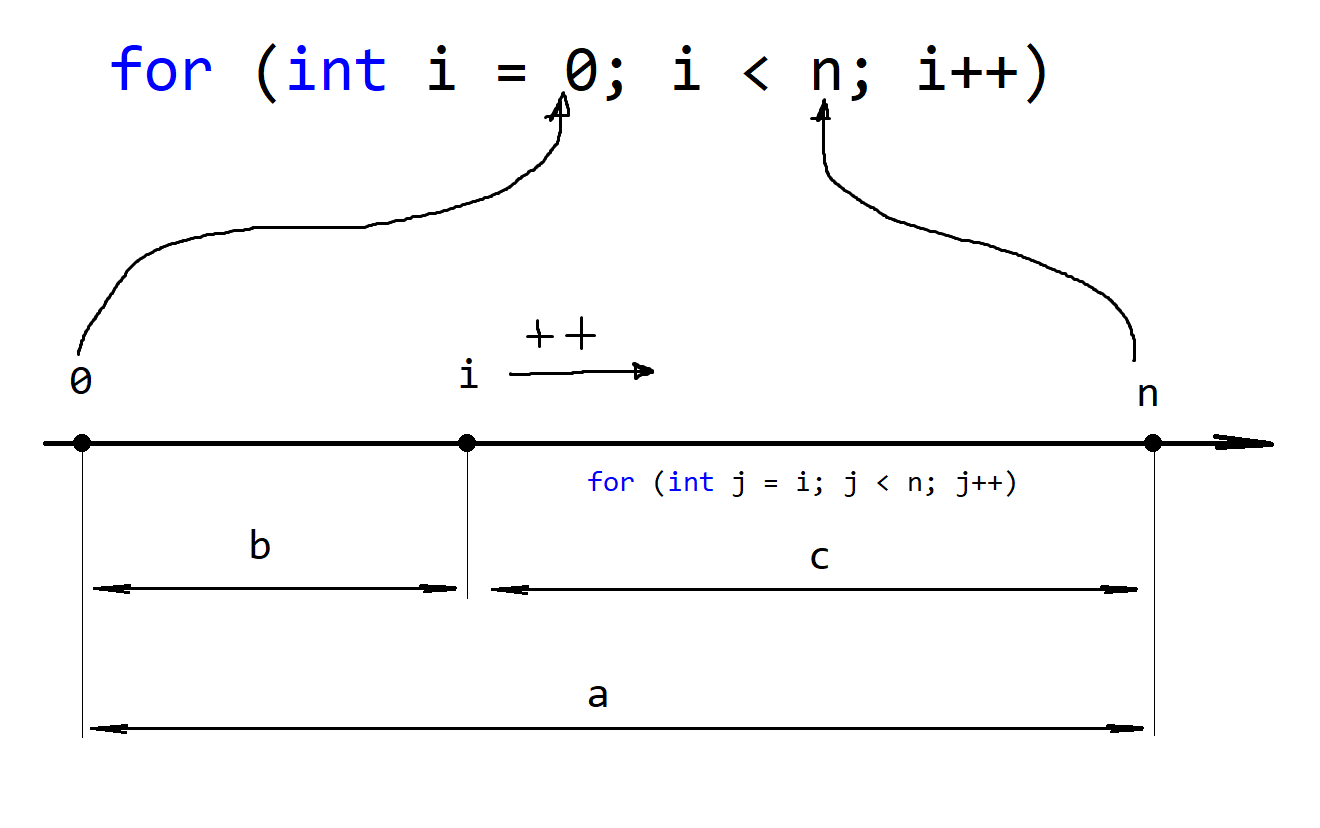 for (int i = 0; i < n; i++)
++
0 i n
for (int j = i; j < n; j++)
b c
a